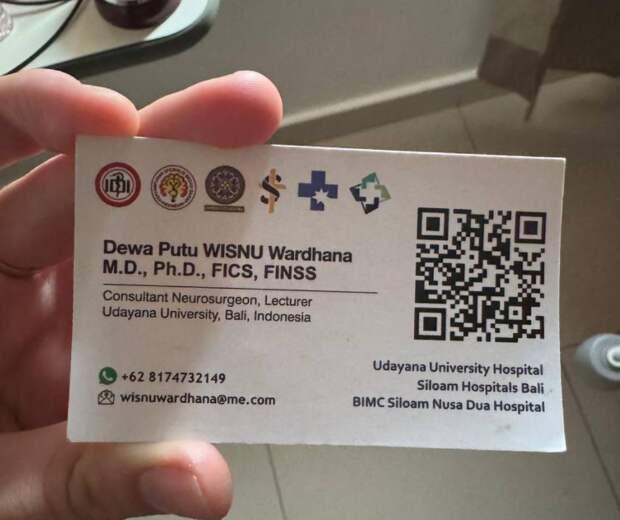 Dewa Putu WISNU Wardhana
M.D., Ph.D., FICS, FINSS
Consultant Neurosurgeon, Lecturer
Udayana University, Bali, Indonesia
+62 8174732149
wisnuwardhana@me.com
Udayana University Hospital
Siloam Hospitals Bali
BIMC Siloam Nusa Dua Hospital